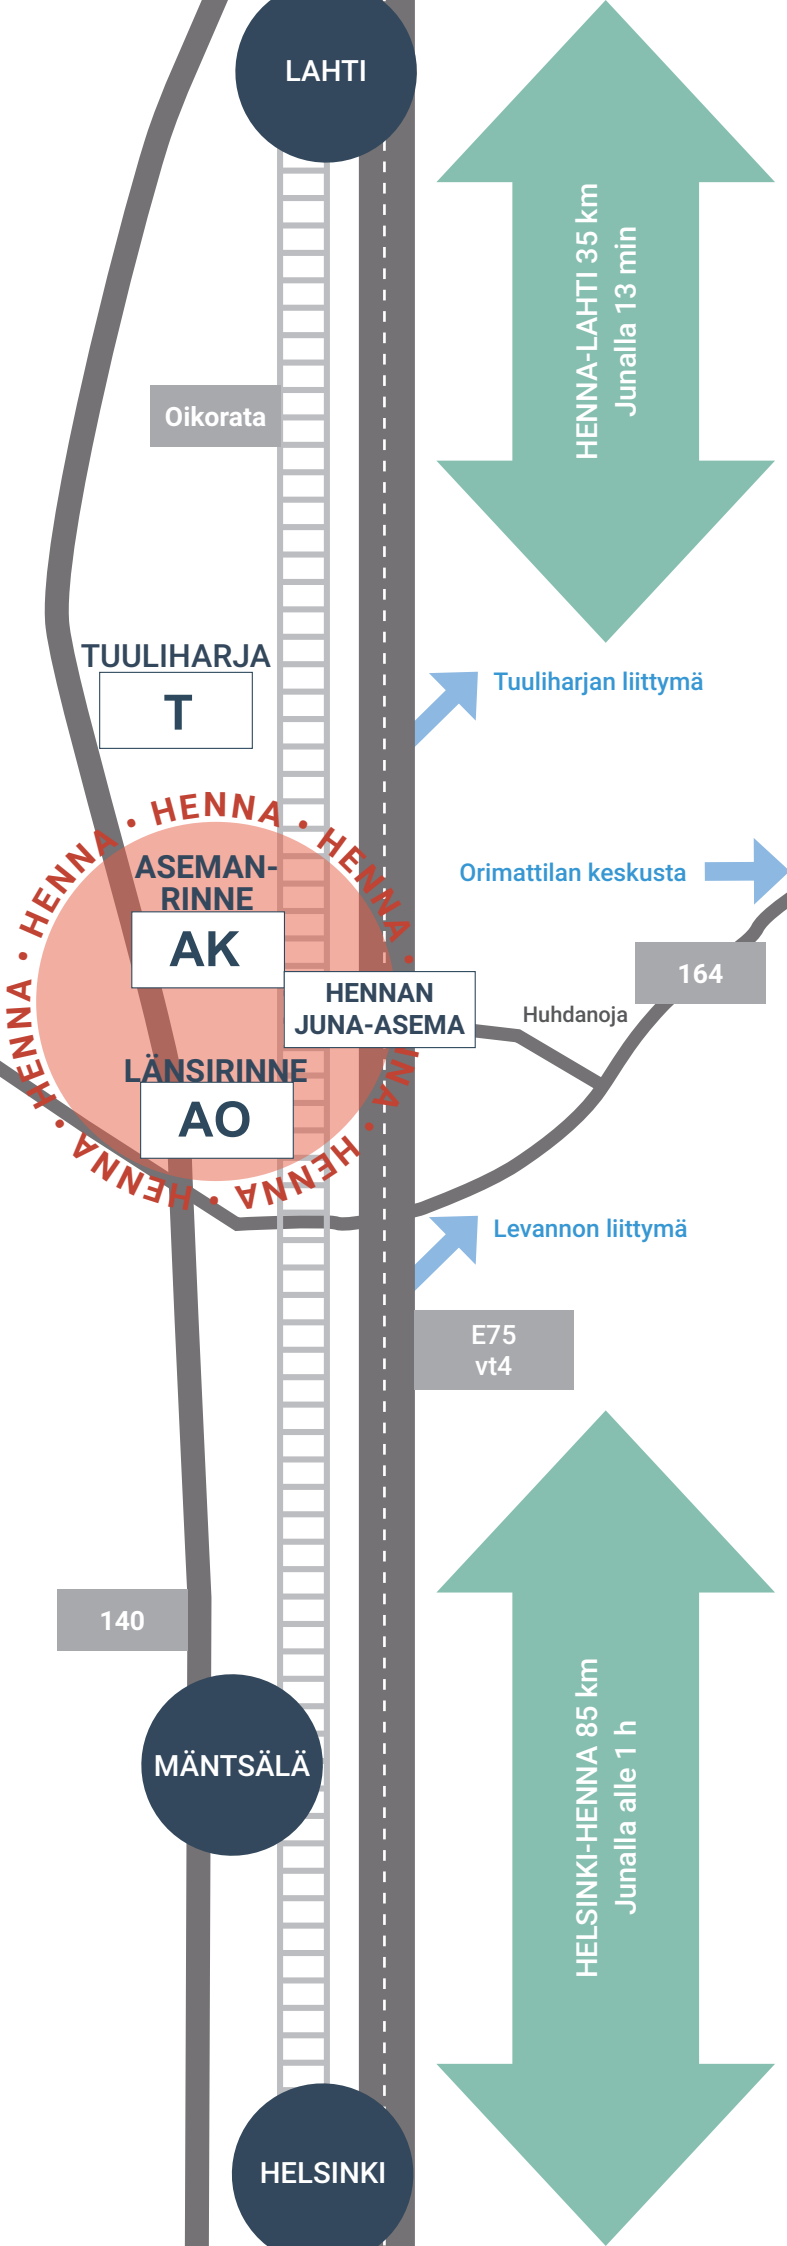 LAHTI
HENNA-LAHTI 35 km
Junalla 13 min
Oikorata
TUULIHARJA
T
Tuuliharjan liittymä
HENNA • HENNA • HENNA • HENNA • HENNA • HENNA • HENNA •
ASEMAN-
RINNE
AK
Orimattilan keskusta
164
HENNAN
JUNA-ASEMA
Huhdanoja
LÄNSIRINNE
AO
Levannon liittymä
E75
vt4
140
MÄNTSÄLÄ
HELSINKI-HENNA 85 km
Junalla alle 1 h
HELSINKI